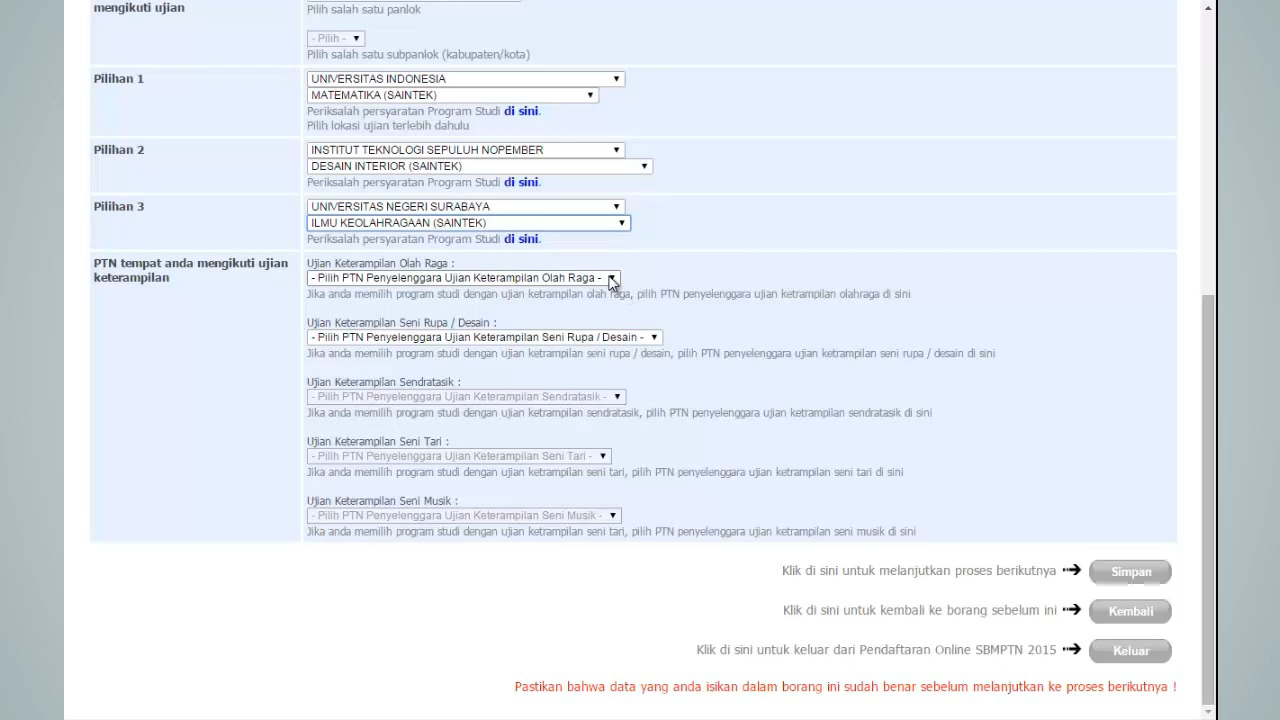 mengikuti ujian
Pilih salah satu panlok
- Pilih -
Pilih salah satu subpanlok (kabupaten/kota)
Pilihan 1
UNIVERSITAS INDONESIA
MATEMATIKA (SAINTEK)
Periksalah persyaratan Program Studi di sini.
Pilih lokasi ujian terlebih dahulu
Pilihan 2
INSTITUT TEKNOLOGI SEPULUH NOPEMBER
DESAIN INTERIOR (SAINTEK)
Periksalah persyaratan Program Studi di sini.
Pilihan 3
UNIVERSITAS NEGERI SURABAYA
ILMU KEOLAHRAGAAN (SAINTEK)
Periksalah persyaratan Program Studi di sini.
PTN tempat anda mengikuti ujian
keterampilan
Ujian Keterampilan Olah Raga :
- Pilih PTN Penyelenggara Ujian Keterampilan Olah Raga -
Jika anda memilih program studi dengan ujian ketrampilan olah raga, pilih PTN penyelenggara ujian ketrampilan olahraga di sini
Ujian Keterampilan Seni Rupa / Desain :
- Pilih PTN Penyelenggara Ujian Keterampilan Seni Rupa / Desain -
Jika anda memilih program studi dengan ujian ketrampilan seni rupa / desain, pilih PTN penyelenggara ujian ketrampilan seni rupa / desain di sini
Ujian Keterampilan Sendratasik :
- Pilih PTN Penyelenggara Ujian Keterampilan Sendratasik -
Jika anda memilih program studi dengan ujian ketrampilan sendratasik, pilih PTN penyelenggara ujian ketrampilan sendratasik di sini
Ujian Keterampilan Seni Tari :
- Pilih PTN Penyelenggara Ujian Keterampilan Seni Tari -
Jika anda memilih program studi dengan ujian ketrampilan seni tari, pilih PTN penyelenggara ujian ketrampilan seni tari di sini
Ujian Keterampilan Seni Musik :
- Pilih PTN Penyelenggara Ujian Keterampilan Seni Musik -
Jika anda memilih program studi dengan ujian ketrampilan seni tari, pilih PTN penyelenggara ujian ketrampilan seni musik di sini
Klik di sini untuk melanjutkan proses berikutnya
Simpan
Klik di sini untuk kembali ke borang sebelum ini
Kembali
Klik di sini untuk keluar dari Pendaftaran Online SBMPTN 2015
Keluar
Pastikan bahwa data yang anda isikan dalam borang ini sudah benar sebelum melanjutkan ke proses berikutnya !